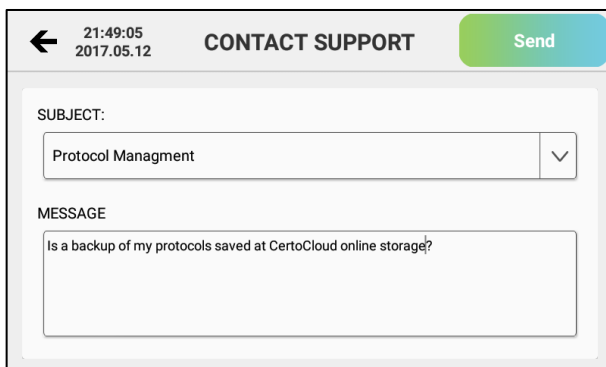 21:49:05
2017.05.12
CONTACT SUPPORT
Send
SUBJECT:
Protocol Managment
MESSAGE
Is a backup of my protocols saved at CertoCloud online storage?